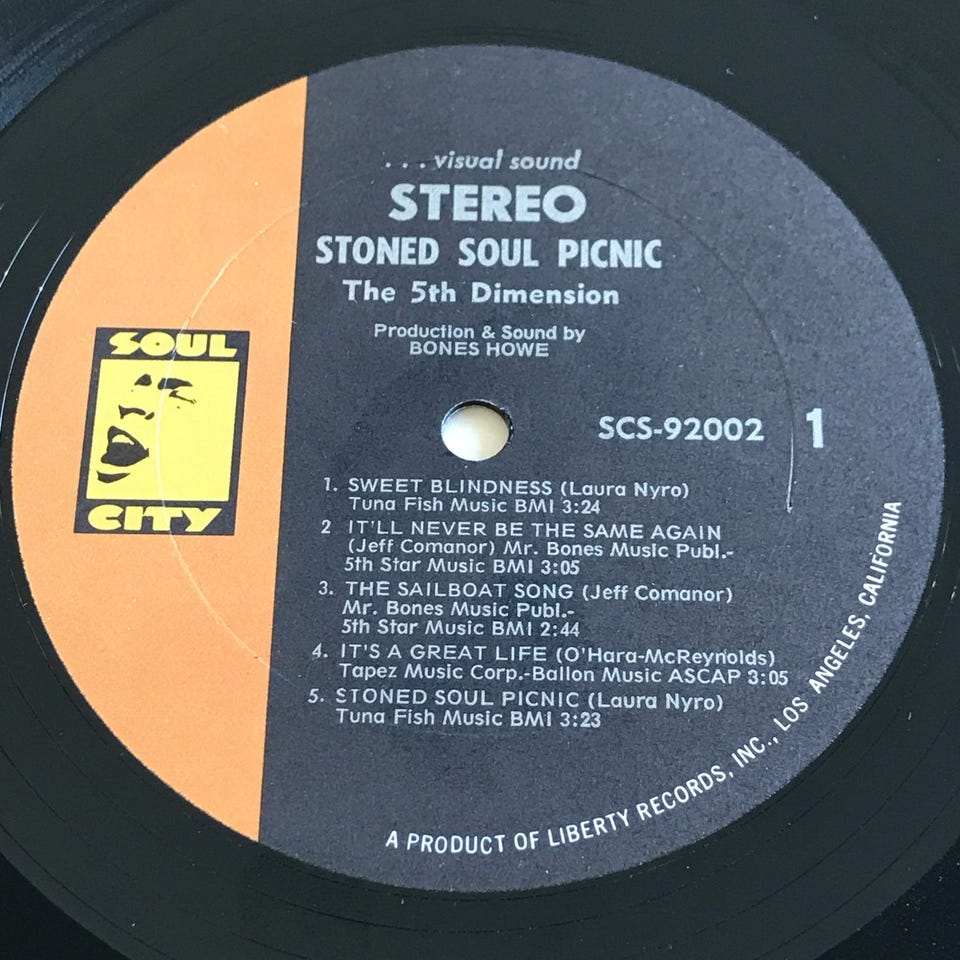 . . . visual sound
STEREO
STONED SOUL PICNIC
The 5th Dimension
Production & Sound by
BONES HOWE
SOUL
CITY
SCS-92002 1
1. SWEET BLINDNESS (Laura Nyro)
Tuna Fish Music BMI 3:24
2 IT'LL NEVER BE THE SAME AGAIN
(Jeff Comanor) Mr. Bones Music Publ.-
5th Star Music BMI 3:05
3. THE SAILBOAT SONG (Jeff Comanor)
Mr. Bones Music Publ.-
5th Star Music BMI 2:44
4. IT'S A GREAT LIFE (O'Hara-McReynolds)
Tapez Music Corp.-Ballon Music ASCAP 3:05
5. STONED SOUL PICNIC (Laura Nyro)
Tuna Fish Music BMI 3:23
A PRODUCT OF LIBERTY RECORDS, INC., LOS ANGELES, CALIFORNIA